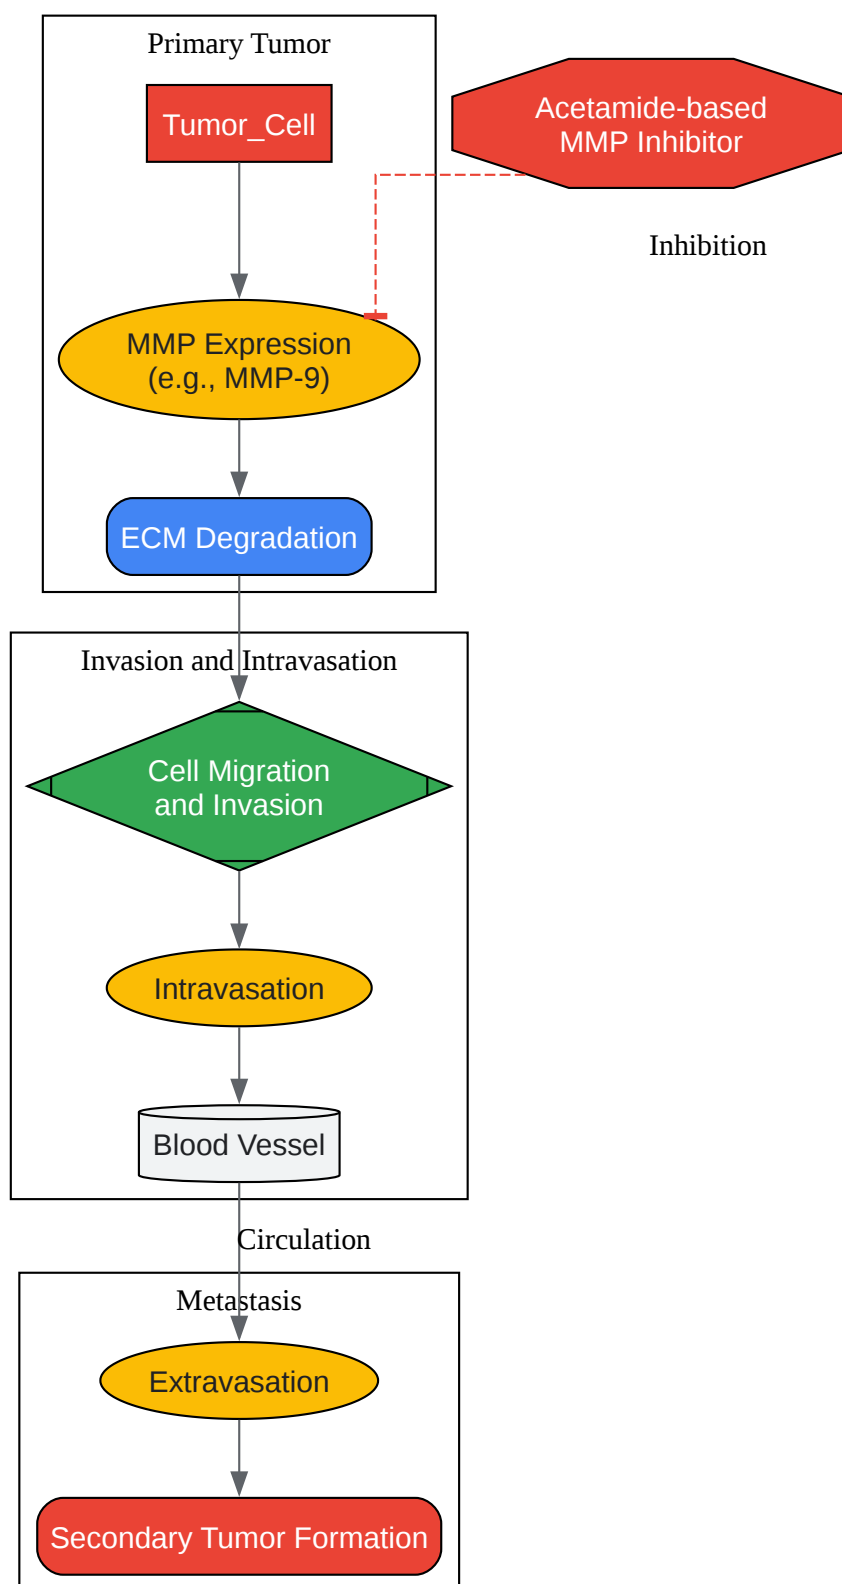 Primary Tumor
Tumor_Cell
Acetamide-based
MMP Inhibitor
Inhibition
MMP Expression
(e.g., MMP-9)
ECM Degradation
Invasion and Intravasation
Cell Migration
and Invasion
Intravasation
Blood Vessel
Circulation
Metastasis
Extravasation
Secondary Tumor Formation